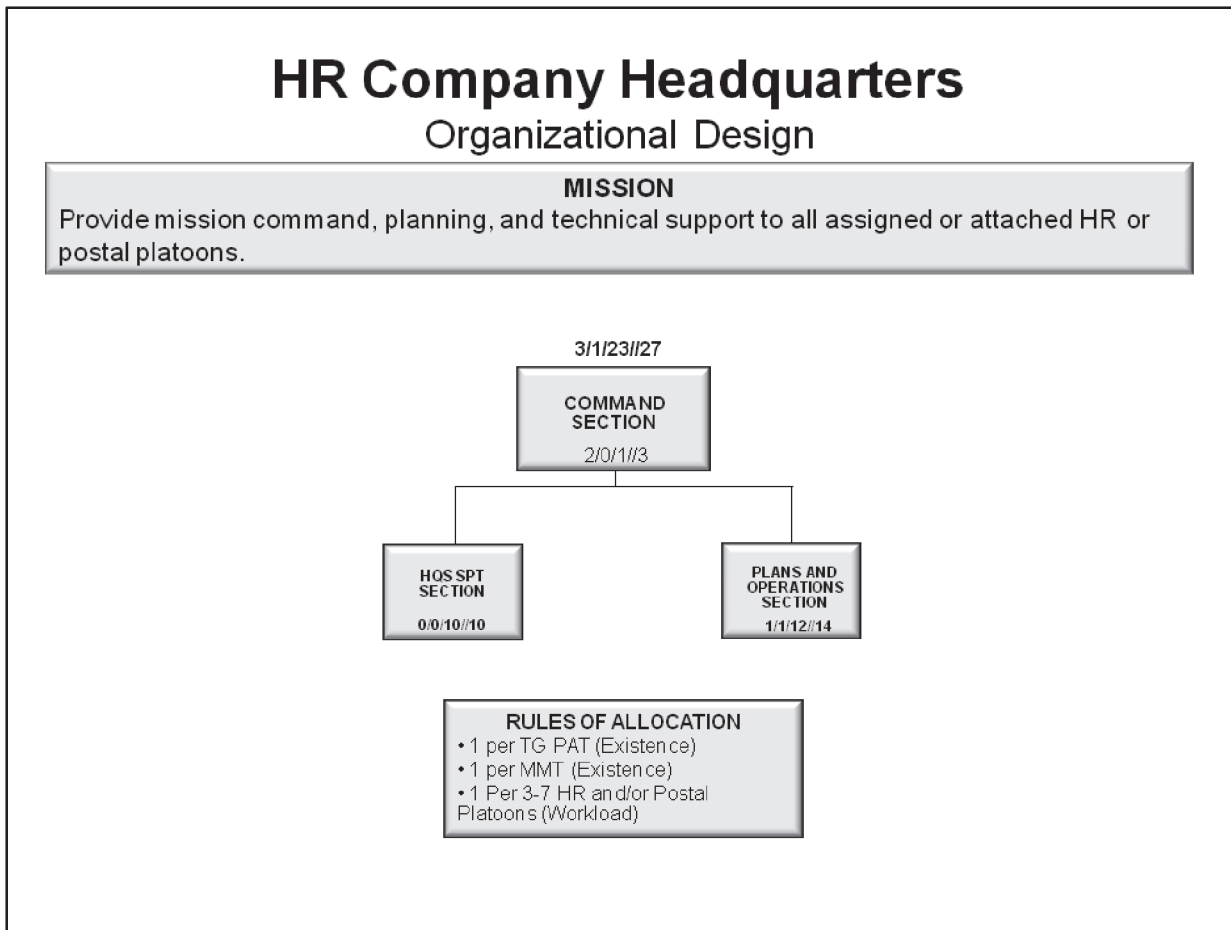 HR Company Headquarters
Organizational Design
MISSION
Provide mission command, planning, and technical support to all assigned or attached HR or
postal platoons.
3/1/23//27
COMMAND
SECTION
2/0/1//3
HQS SPT
SECTION
0/0/10//10
PLANS AND
OPERATIONS
SECTION
1/1/12//14
RULES OF ALLOCATION
• 1 per TG PAT (Existence)
• 1 per MMT (Existence)
• 1 Per 3-7 HR and/or Postal
Platoons (Workload)